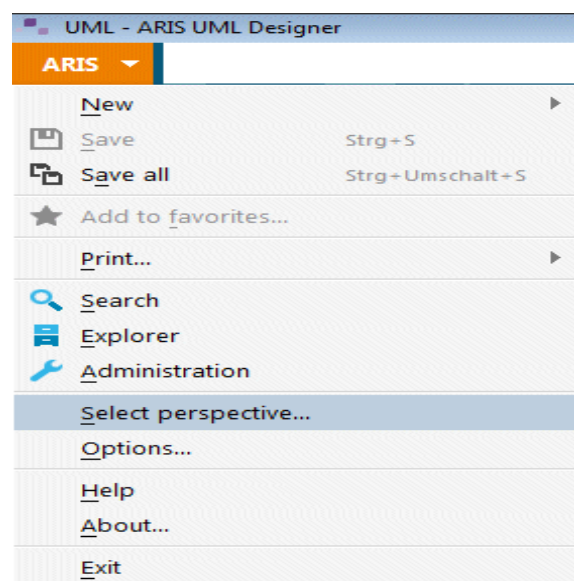 UML - ARIS UML Designer
ARIS
New
Save Strg+S
Save all Strg+Umschalt+S
Add to favorites...
Print...
Search
Explorer
Administration
Select perspective...
Options...
Help
About...
Exit